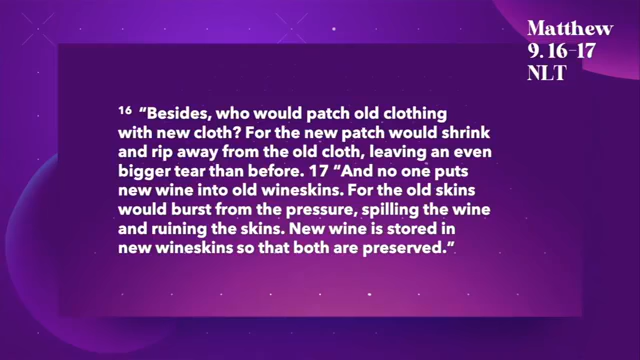 Matthew
9. 16-17
NLT
16 “Besides, who would patch old clothing
with new cloth? For the new patch would shrink
and rip away from the old cloth, leaving an even
bigger tear than before. 17 “And no one puts
new wine into old wineskins. For the old skins
would burst from the pressure, spilling the wine
and ruining the skins. New wine is stored in
new wineskins so that both are preserved.”